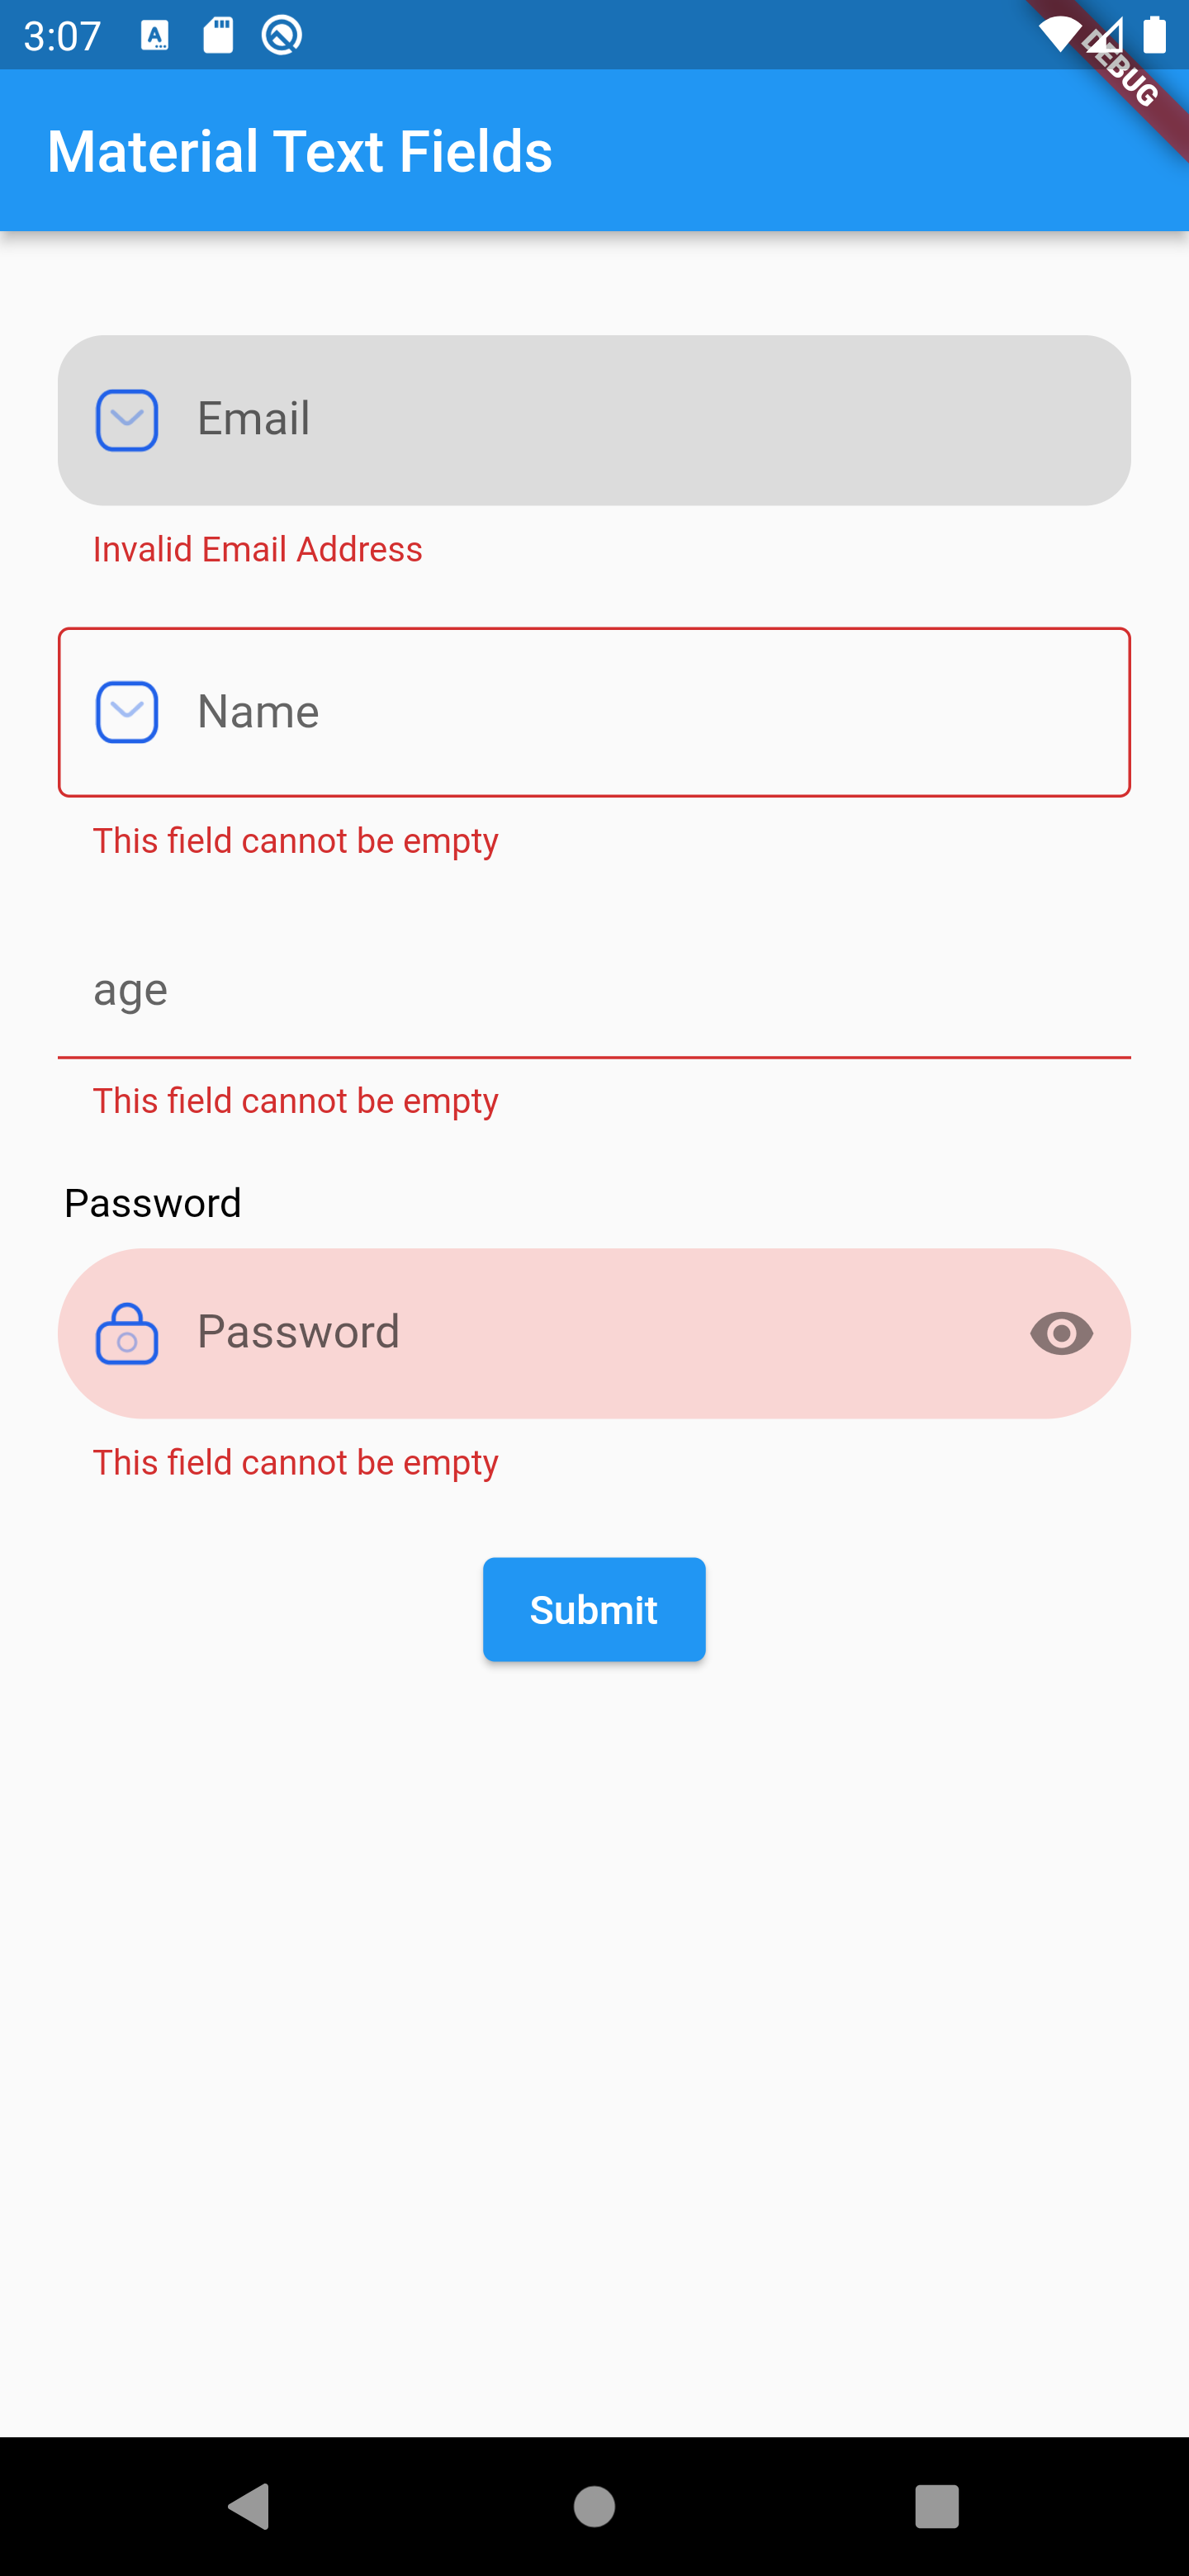 3:07
DEBUG
Material Text Fields
Email
Invalid Email Address
Name
This field cannot be empty
age
This field cannot be empty
Password
Password
This field cannot be empty
Submit